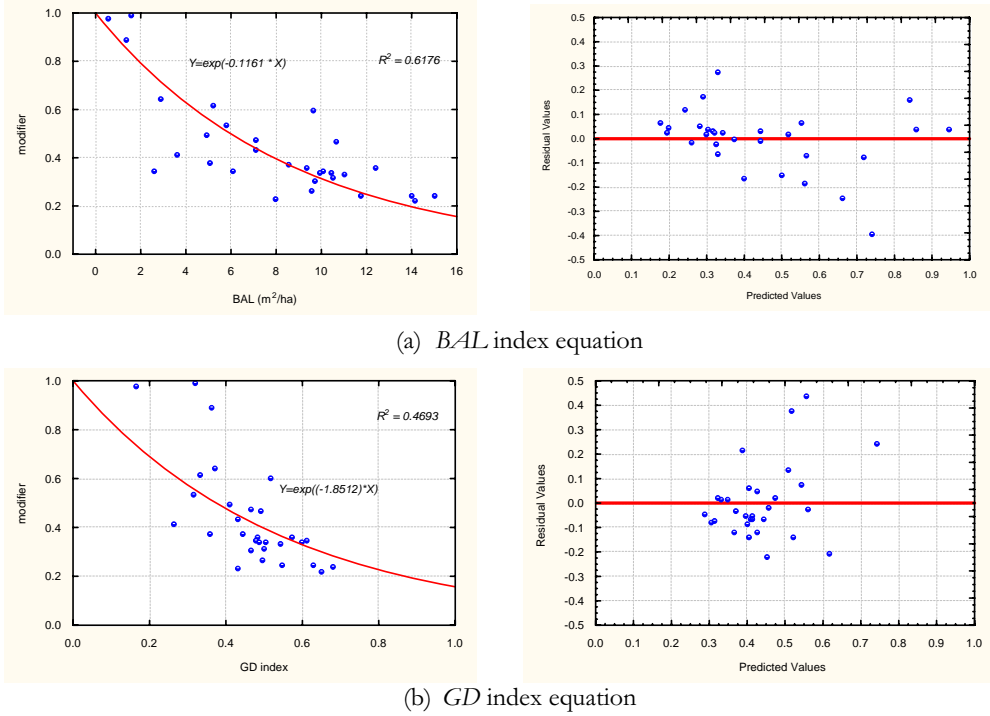 1.0
0.8
0.6
0.4
0.2
0.0
modifier
Y=exp(-0.1161 * X)
R² = 0.6176
0 2 4 6 8 10 12 14 16
BAL (m²/ha)
0.5
0.4
0.3
0.2
0.1
0.0
-0.1
-0.2
-0.3
-0.4
-0.5
Residual Values
0.0 0.1 0.2 0.3 0.4 0.5 0.6 0.7 0.8 0.9 1.0
Predicted Values
(a) BAL index equation
1.0
0.8
0.6
0.4
0.2
0.0
modifier
R² = 0.4693
Y=exp((-1.8512)*X)
0.0 0.2 0.4 0.6 0.8 1.0
GD index
0.5
0.4
0.3
0.2
0.1
0.0
-0.1
-0.2
-0.3
-0.4
-0.5
Residual Values
0.0 0.1 0.2 0.3 0.4 0.5 0.6 0.7 0.8 0.9 1.0
Predicted Values
(b) GD index equation